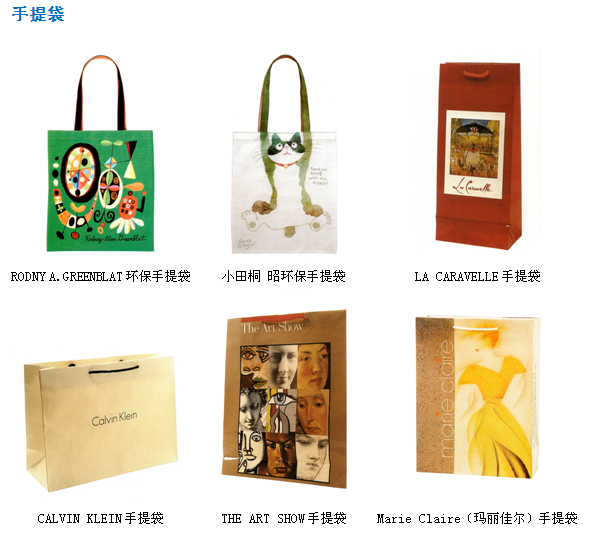 手提袋
Rodney Alan Greenblat
La Caravelle
RODNY A.GREENBLAT环保手提袋
小田桐 昭环保手提袋
LA CARAVELLE手提袋
The Art Show
marie claire
Calvin Klein
CALVIN KLEIN手提袋
THE ART SHOW手提袋
Marie Claire（玛丽佳尔）手提袋